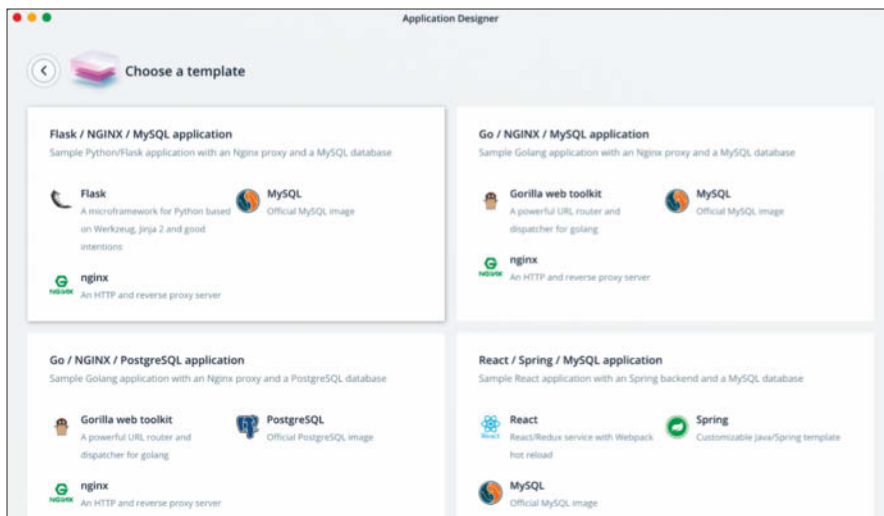 Application Designer
Choose a template
Flask / NGINX / MySQL application
Sample Python/Flask application with an Nginx proxy and a MySQL database
Flask
A microframework for Python based
on Werkzeug, Jinja 2 and good
intentions
MySQL
Official MySQL image
NGINX
nginx
An HTTP and reverse proxy server
Go / NGINX / MySQL application
Sample Golang application with an Nginx proxy and a MySQL database
Gorilla web toolkit
A powerful URL router and
dispatcher for golang
MySQL
Official MySQL image
NGINX
nginx
An HTTP and reverse proxy server
Go / NGINX / PostgreSQL application
Sample Golang application with an Nginx proxy and a PostgreSQL database
Gorilla web toolkit
A powerful URL router and
dispatcher for golang
PostgreSQL
Official PostgreSQL image
NGINX
nginx
An HTTP and reverse proxy server
React / Spring / MySQL application
Sample React application with an Spring backend and a MySQL database
React
React
React/Redux service with Webpack
hot reload
Spring
Customizable Java/Spring template
MySQL
Official MySQL image